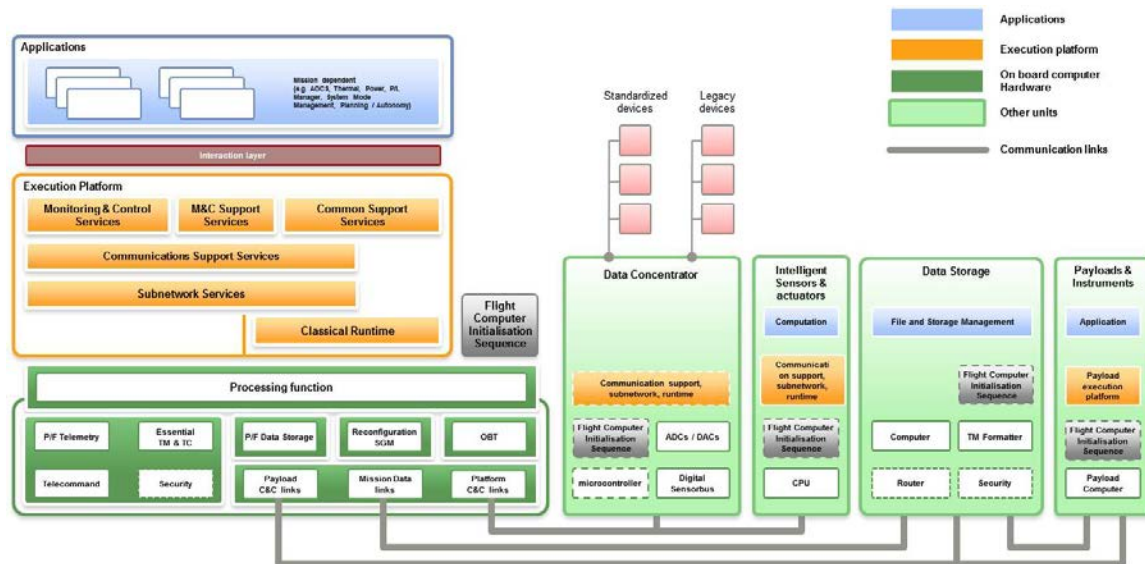 Applications
Mission dependent
(e.g. AOCS, Thermal, Power, P/L
Manager, System Mode
Management, Planning / Autonomy)
Interaction layer
Execution Platform
Monitoring & Control
Services
M&C Support
Services
Common Support
Services
Communications Support Services
Subnetwork Services
Classical Runtime
Flight
Computer
Initialisation
Sequence
Processing function
P/F Telemetry
Essential
TM & TC
P/F Data Storage
Reconfiguration
SGM
OBT
Telecommand
Security
Payload
C&C links
Mission Data
links
Platform
C&C links
Standardized
devices
Legacy
devices
Data Concentrator
Communication support,
subnetwork, runtime
Flight Computer
Initialisation
Sequence
ADCs / DACs
microcontroller
Digital
Sensorbus
Intelligent
Sensors &
actuators
Computation
Communicati
on support,
subnetwork,
runtime
Flight Computer
Initialisation
Sequence
CPU
Data Storage
File and Storage Management
Flight Computer
Initialisation
Sequence
Computer
TM Formatter
Router
Security
Payloads &
Instruments
Application
Payload
execution
platform
Flight Computer
Initialisation
Sequence
Payload
Computer
Applications
Execution platform
On board computer
Hardware
Other units
Communication links